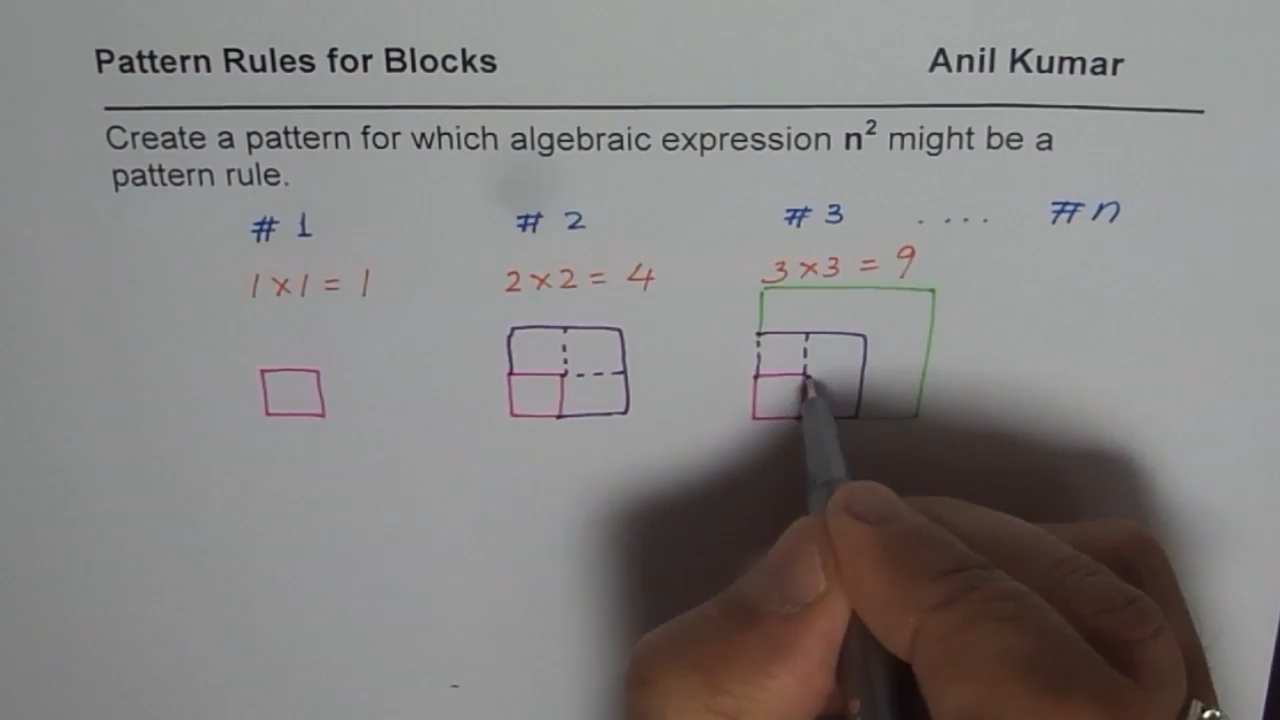 Pattern Rules for Blocks Anil Kumar
Create a pattern for which algebraic expression n² might be a
pattern rule.
# 1 # 2 # 3 .... # n
1 x 1 = 1 2 x 2 = 4 3 x 3 = 9